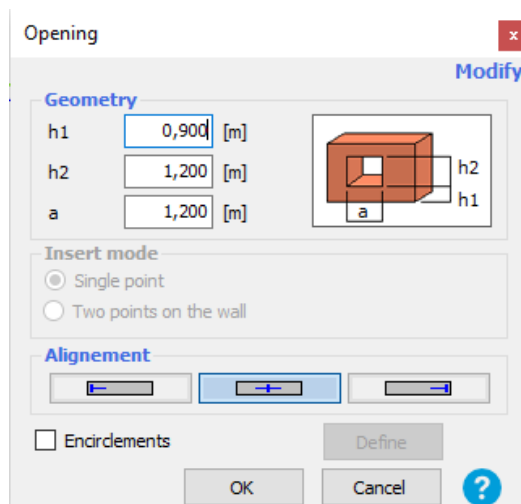 Opening
x
Modify
Geometry
h1 0,900 [m]
h2 1,200 [m]
a 1,200 [m]
h2
h1
a
Insert mode
Single point
Two points on the wall
Alignement
Encirclements Define
OK Cancel ?